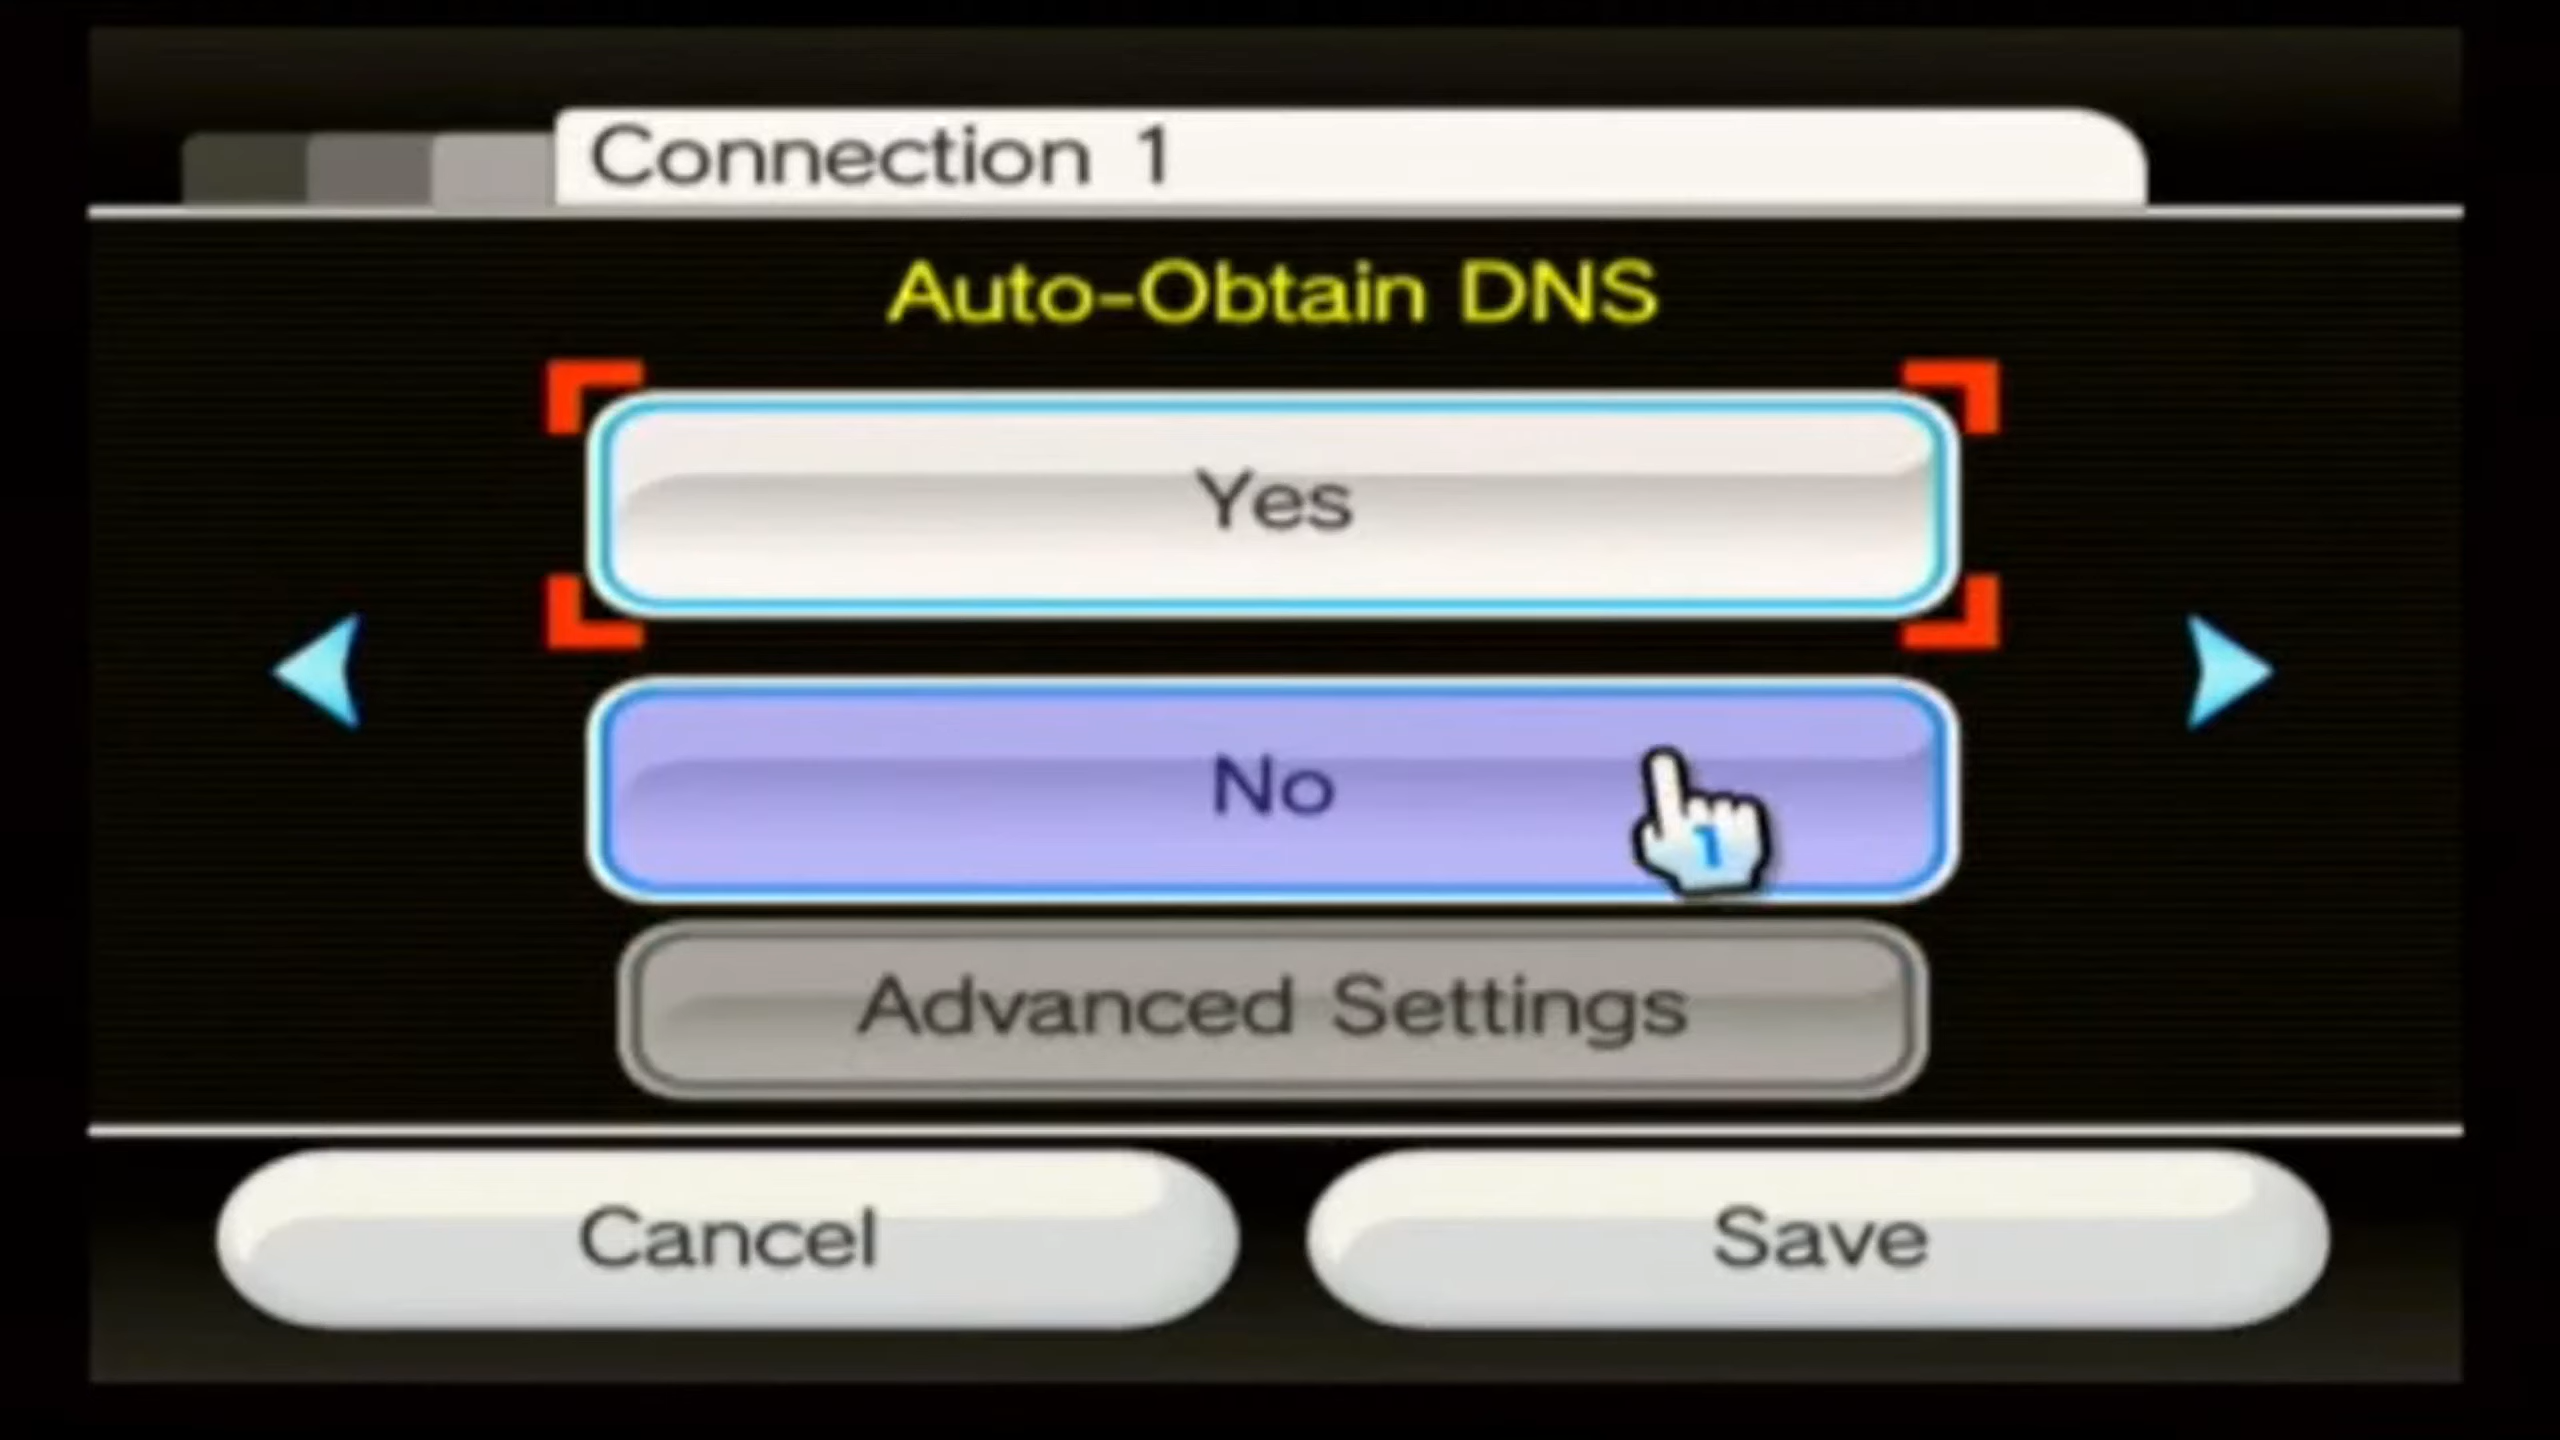 Connection 1
Auto-Obtain DNS
Yes
No
1
Advanced Settings
Cancel
Save